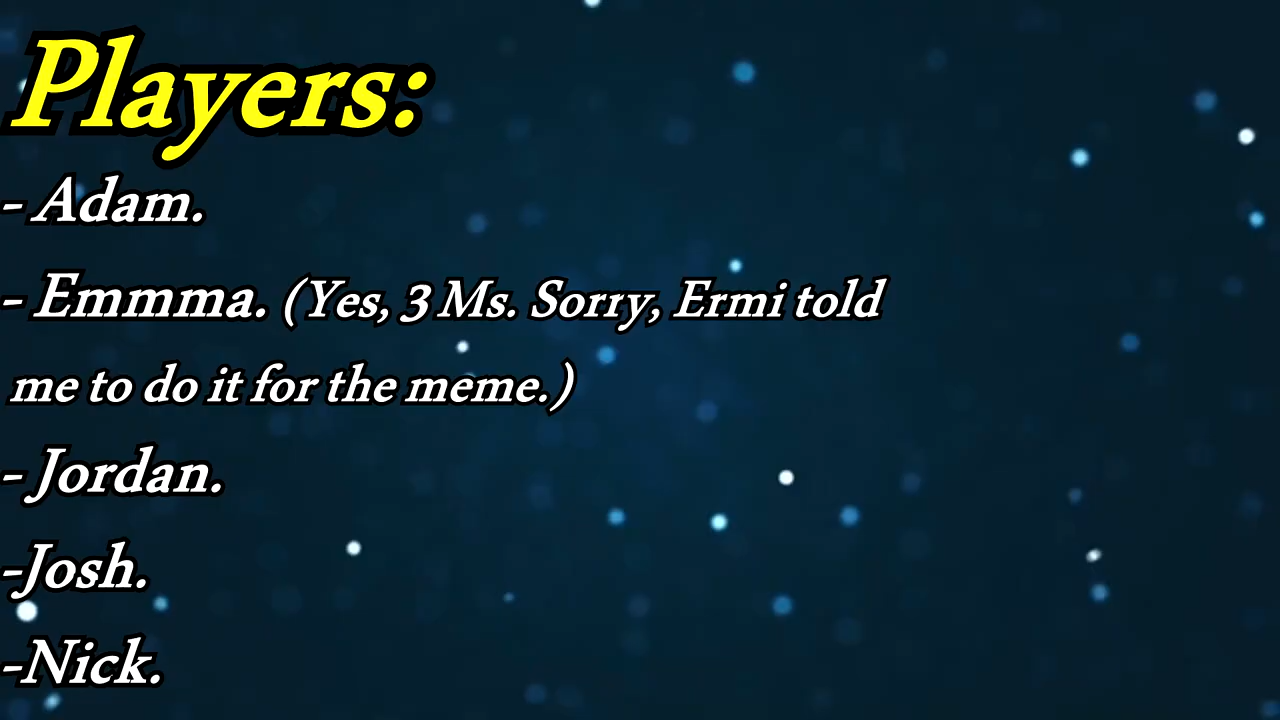 Players:
- Adam.
- Emmma. (Yes, 3 Ms. Sorry, Ermi told
me to do it for the meme.)
- Jordan.
-Josh.
-Nick.